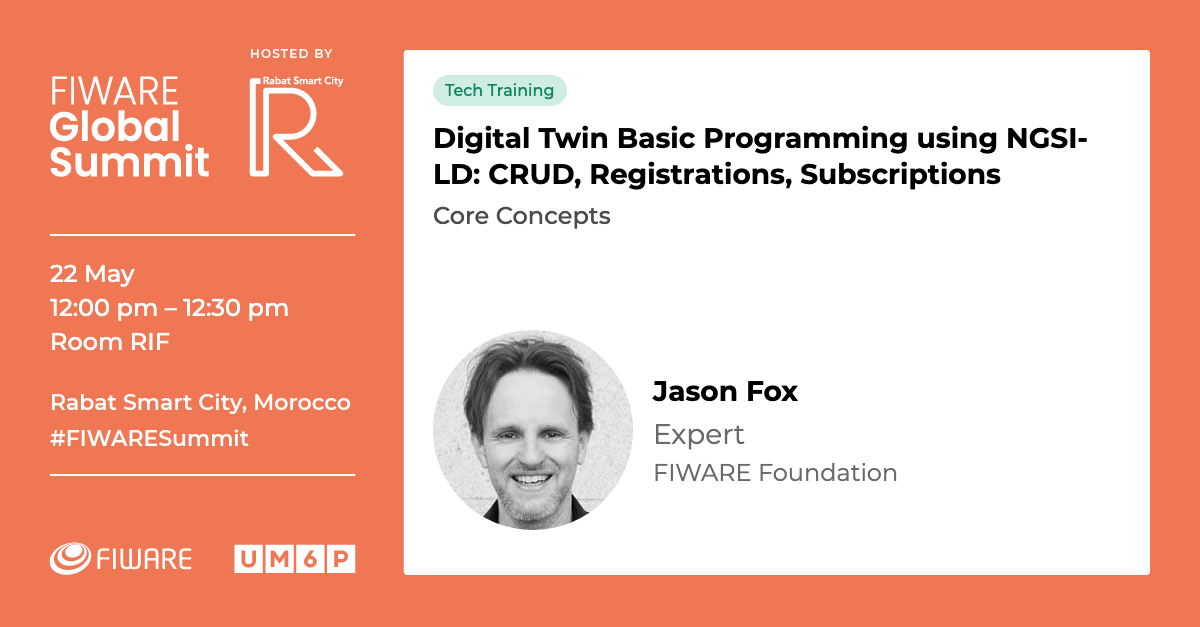 HOSTED BY
FIWARE
Global
Summit
Rabat Smart City
R
22 May
12:00 pm – 12:30 pm
Room RIF
Rabat Smart City, Morocco
#FIWARESummit
FIWARE
UM6P
Tech Training
Digital Twin Basic Programming using NGSI-
LD: CRUD, Registrations, Subscriptions
Core Concepts
Jason Fox
Expert
FIWARE Foundation